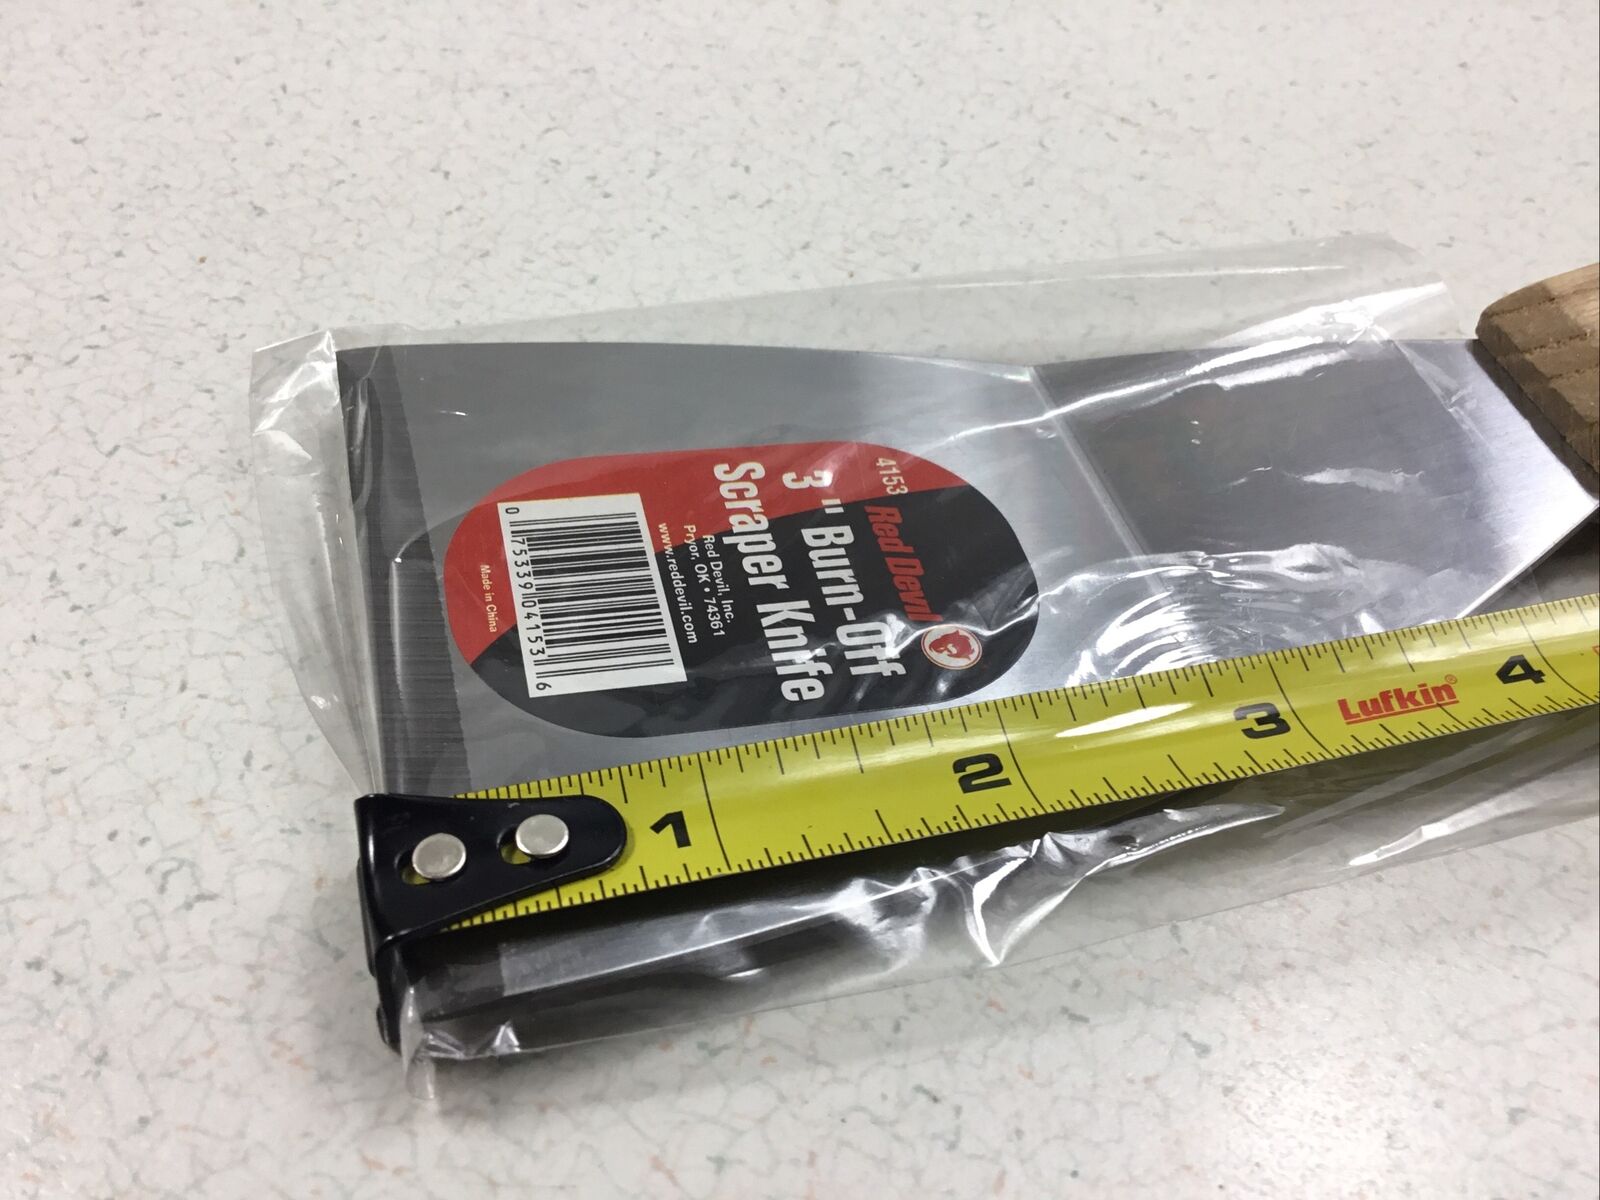 4153 Red Devil
3" Burn-Off
Scraper Knife
Red Devil, Inc.
Pryor, OK • 74361
www.reddevil.com
0 75339 04153 6
Made in China
1 2 3 Lufkin® 4